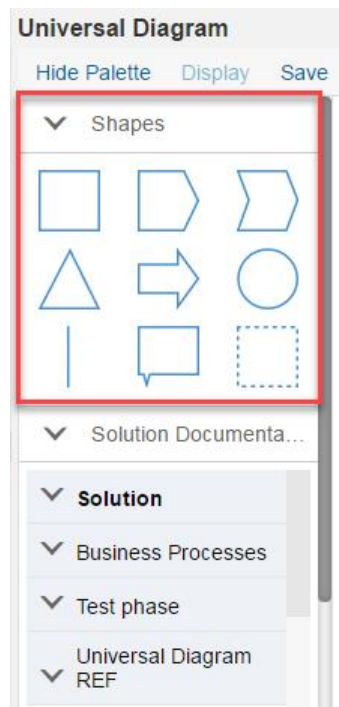 Universal Diagram
Hide Palette Display Save
Shapes
Solution Documenta...
Solution
Business Processes
Test phase
Universal Diagram
REF